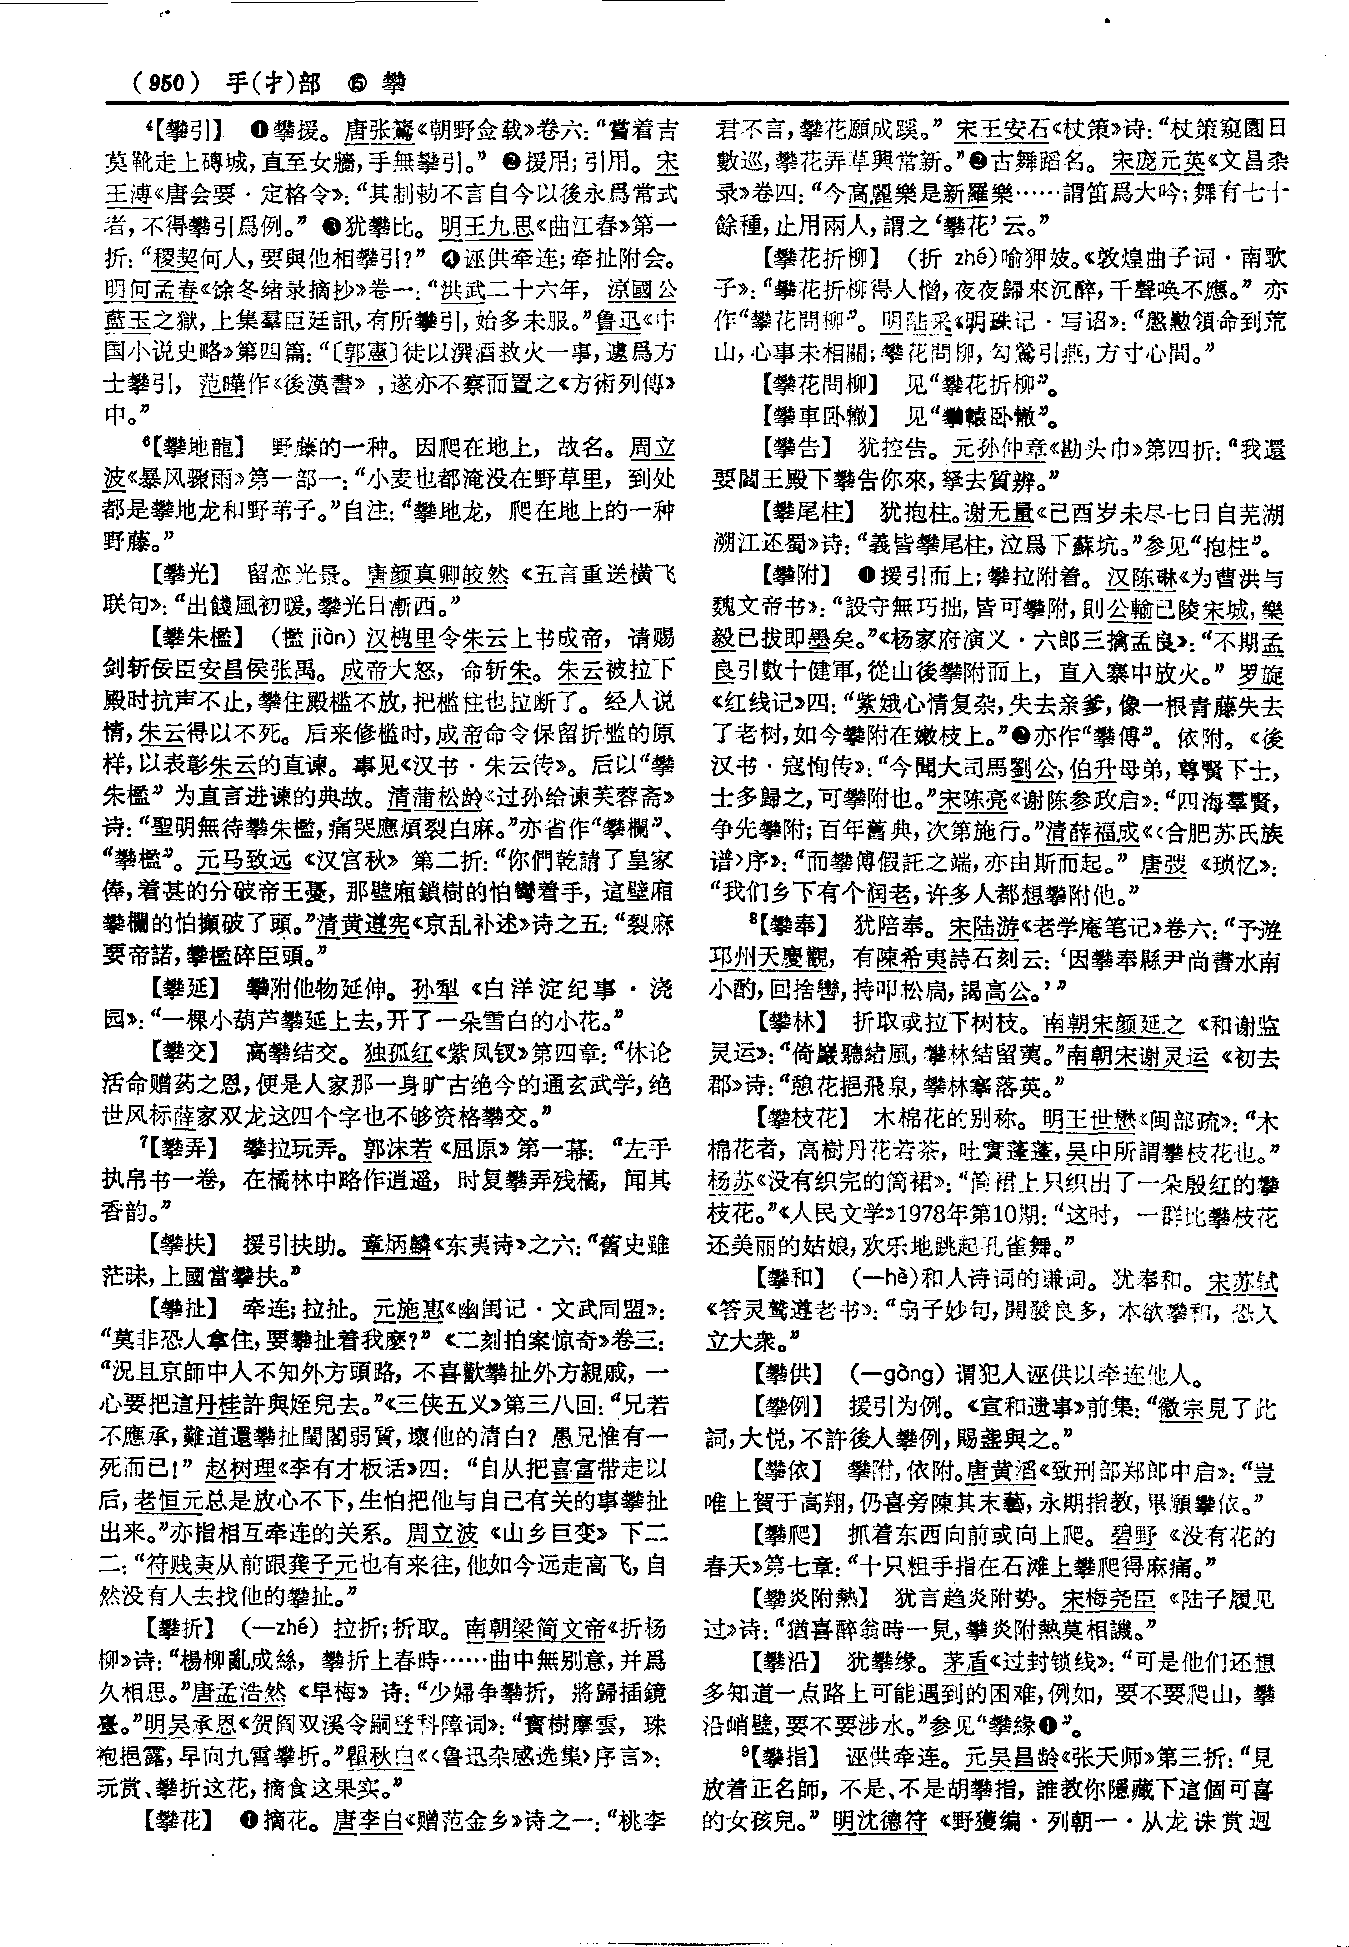 (950) 手(扌)部 ⑮ 攀
⁴【攀引】 ❶攀援。唐张鷟《朝野佥载》卷六:“嘗着吉
莫靴走上磚城,直至女牆,手無攀引。” ❷援用;引用。宋
王溥《唐会要·定格令》:“其制勅不言自今以後永爲常式
者,不得攀引爲例。” ❸犹攀比。明王九思《曲江春》第一
折:“稷契何人,要與他相攀引?” ❹诬供牵连;牵扯附会。
明何孟春《馀冬绪录摘抄》卷一:“洪武二十六年,涼國公
藍玉之獄,上集羣臣廷訊,有所攀引,始多未服。”鲁迅《中
国小说史略》第四篇:“〔郭憲〕徒以潠酒救火一事,遽爲方
士攀引,范曄作《後漢書》,遂亦不察而置之《方術列傳》
中。”
⁶【攀地龍】 野藤的一种。因爬在地上,故名。周立
波《暴风骤雨》第一部一:“小麦也都淹没在野草里,到处
都是攀地龙和野苇子。”自注:“攀地龙,爬在地上的一种
野藤。”
【攀光】 留恋光景。唐颜真卿皎然《五言重送横飞
联句》:“出餞風初暖,攀光日漸西。”
【攀朱檻】 (檻 jiàn) 汉槐里令朱云上书成帝,请赐
剑斩佞臣安昌侯张禹。成帝大怒,命斩朱。朱云被拉下
殿时抗声不止,攀住殿槛不放,把槛柱也拉断了。经人说
情,朱云得以不死。后来修槛时,成帝命令保留折槛的原
样,以表彰朱云的直谏。事见《汉书·朱云传》。后以“攀
朱檻”为直言进谏的典故。清蒲松龄《过孙给谏芙蓉斋》
诗:“聖明無待攀朱檻,痛哭應煩裂白麻。”亦省作“攀欄”、
“攀檻”。元马致远《汉宫秋》第二折:“你們乾請了皇家
俸,着甚的分破帝王憂,那壁廂鎖樹的怕彎着手,這壁廂
攀欄的怕攧破了頭。”清黄遵宪《京乱补述》诗之五:“裂麻
要帝諾,攀檻碎臣頭。”
【攀延】 攀附他物延伸。孙犁《白洋淀纪事·浇
园》:“一棵小葫芦攀延上去,开了一朵雪白的小花。”
【攀交】 高攀结交。独孤红《紫凤钗》第四章:“休论
活命赠药之恩,便是人家那一身旷古绝今的通玄武学,绝
世风标薛家双龙这四个字也不够资格攀交。”
⁷【攀弄】 攀拉玩弄。郭沫若《屈原》第一幕:“左手
执帛书一卷,在橘林中略作逍遥,时复攀弄残橘,闻其
香韵。”
【攀扶】 援引扶助。章炳麟《东夷诗》之六:“舊史雖
茫昧,上國當攀扶。”
【攀扯】 牵连;拉扯。元施惠《幽闺记·文武同盟》:
“莫非恐人拿住,要攀扯着我麽?”《二刻拍案惊奇》卷三:
“況且京師中人不知外方頭路,不喜歡攀扯外方親戚,一
心要把這丹桂許與姪兒去。”《三侠五义》第三八回:“兄若
不應承,難道還攀扯閨閣弱質,壞他的清白?愚兄惟有一
死而已!” 赵树理《李有才板话》四:“自从把喜富带走以
后,老恒元总是放心不下,生怕把他与自己有关的事攀扯
出来。”亦指相互牵连的关系。周立波《山乡巨变》下二
二:“符贱庚从前跟龚子元也有来往,他如今远走高飞,自
然没有人去找他的攀扯。”
【攀折】 (—zhé) 拉折;折取。南朝梁简文帝《折杨
柳》诗:“楊柳亂成絲,攀折上春時……曲中無别意,并爲
久相思。”唐孟浩然《早梅》诗:“少婦争攀折,將歸插鏡
臺。”明吴承恩《贺阎双溪令嗣登科障词》:“寶樹摩雲,珠
袍挹露,早向九霄攀折。”瞿秋白《〈鲁迅杂感选集〉序言》:
玩赏、攀折这花,摘食这果实。”
【攀花】 ❶摘花。唐李白《赠范金乡》诗之一:“桃李
君不言,攀花願成蹊。” 宋王安石《杖策》诗:“杖策窥園日
數巡,攀花弄草興常新。”❷古舞蹈名。宋庞元英《文昌杂
录》卷四:“今高麗樂是新羅樂……謂笛爲大吟;舞有七十
餘種,止用兩人,謂之‘攀花’云。”
【攀花折柳】 (折 zhé)喻狎妓。《敦煌曲子词·南歌
子》:“攀花折柳得人憎,夜夜歸來沉醉,千聲唤不應。” 亦
作“攀花問柳”。明陆采《明珠记·写诏》:“慇懃領命到荒
山,心事未相關;攀花問柳,勾鶯引燕,方寸心間。”
【攀花問柳】 见“攀花折柳”。
【攀車卧轍】 见“攀轅卧轍”。
【攀告】 犹控告。元孙仲章《勘头巾》第四折:“我還
要閻王殿下攀告你來,拏去質辨。”
【攀尾柱】 犹抱柱。谢无量《己酉岁未尽七日自芜湖
溯江还蜀》诗:“義皆攀尾柱,泣爲下蘇坑。”参见“抱柱”。
【攀附】 ❶援引而上;攀拉附着。汉陈琳《为曹洪与
魏文帝书》:“設守無巧拙,皆可攀附,則公輸已陵宋城,樂
毅已拔即墨矣。”《杨家府演义·六郎三擒孟良》:“不期孟
良引數十健軍,從山後攀附而上,直入寨中放火。” 罗旋
《红线记》四:“紫娥心情复杂,失去亲爹,像一根青藤失去
了老树,如今攀附在嫩枝上。”❷亦作“攀傅”。依附。《後
汉书·寇恂传》:“今聞大司馬劉公,伯升母弟,尊賢下士,
士多歸之,可攀附也。”宋陈亮《谢陈参政启》:“四海羣賢,
争先攀附;百年舊典,次第施行。”清薛福成《〈合肥苏氏族
谱〉序》:“而攀傅假託之端,亦由斯而起。” 唐弢《琐忆》:
“我们乡下有个阔老,许多人都想攀附他。”
⁸【攀奉】 犹陪奉。宋陆游《老学庵笔记》卷六:“予遊
邛州天慶觀,有陳希夷詩石刻云:‘因攀奉縣尹尚書水南
小酌,回捨轡,持叩松扃,謁高公。’”
【攀林】 折取或拉下树枝。南朝宋颜延之《和谢监
灵运》:“倚巖聽緒風,攀林結留荑。”南朝宋谢灵运《初去
郡》诗:“憩花挹飛泉,攀林搴落英。”
【攀枝花】 木棉花的别称。明王世懋《闽部疏》:“木
棉花者,高樹丹花若茶,吐實蓬蓬,吴中所謂攀枝花也。”
杨苏《没有织完的筒裙》:“筒裙上只织出了一朵殷红的攀
枝花。”《人民文学》1978年第10期:“这时,一群比攀枝花
还美丽的姑娘,欢乐地跳起孔雀舞。”
【攀和】 (—hè)和人诗词的谦词。犹奉和。宋苏轼
《答灵鹫遵老书》:“扇子妙句,開發良多,本欲攀和,恐久
立大衆。”
【攀供】 (—gòng) 谓犯人诬供以牵连他人。
【攀例】 援引为例。《宣和遗事》前集:“徽宗見了此
詞,大悦,不許後人攀例,賜盞與之。”
【攀依】 攀附,依附。唐黄滔《致刑部郑郎中启》:“豈
唯上賀于高翔,仍喜旁陳其末藝,永期指教,畢願攀依。”
【攀爬】 抓着东西向前或向上爬。碧野《没有花的
春天》第七章:“十只粗手指在石滩上攀爬得麻痛。”
【攀炎附熱】 犹言趋炎附势。宋梅尧臣《陆子履见
过》诗:“猶喜醉翁時一見,攀炎附熱莫相譏。”
【攀沿】 犹攀缘。茅盾《过封锁线》:“可是他们还想
多知道一点路上可能遇到的困难,例如,要不要爬山,攀
沿峭壁,要不要涉水。”参见“攀緣❶”。
⁹【攀指】 诬供牵连。元吴昌龄《张天师》第三折:“見
放着正名師,不是、不是胡攀指,誰教你隱藏下這個可喜
的女孩兒。” 明沈德符《野獲编·列朝一·从龙诛赏迥